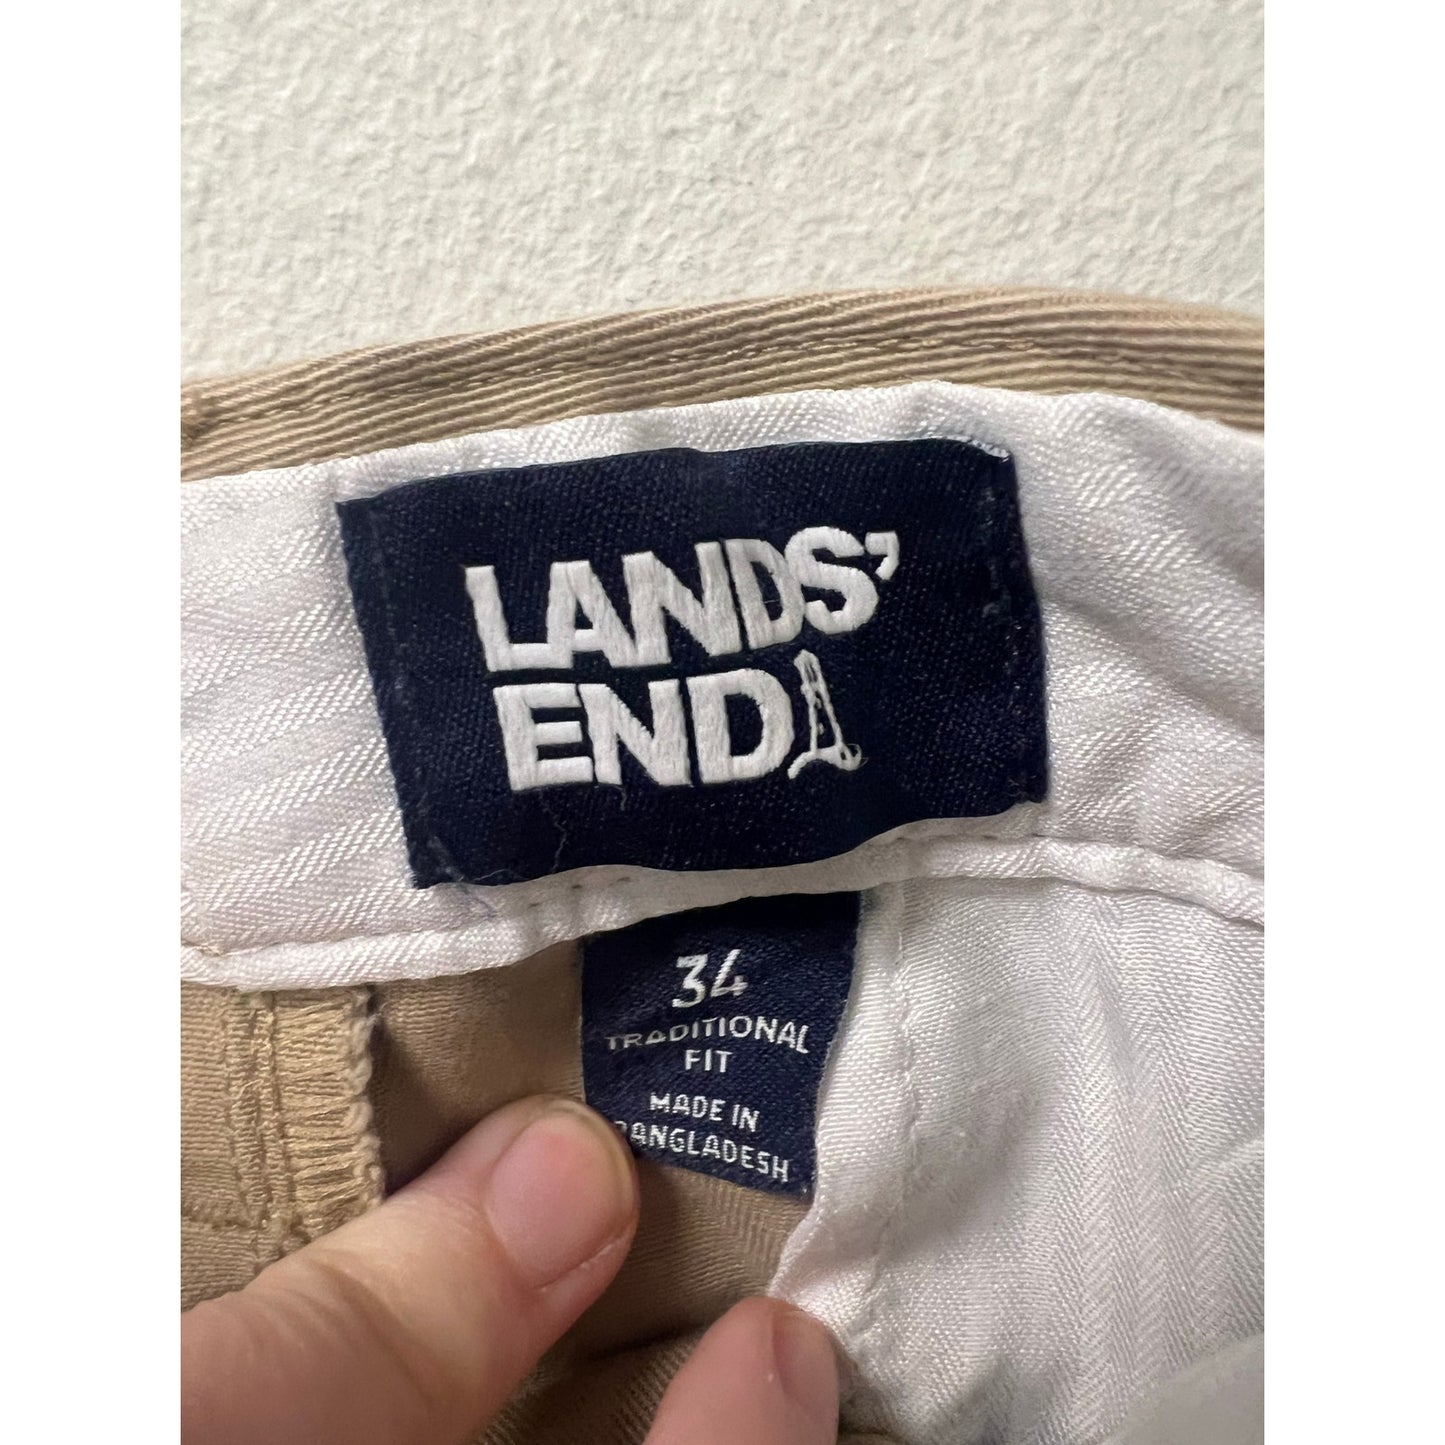 LANDS'
END
34
TRADITIONAL
FIT
MADE IN
BANGLADESH